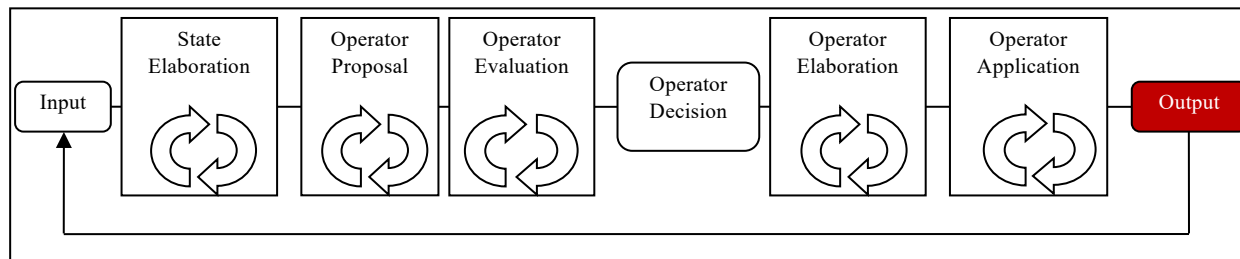 Input
State
Elaboration
Operator
Proposal
Operator
Evaluation
Operator
Decision
Operator
Elaboration
Operator
Application
Output